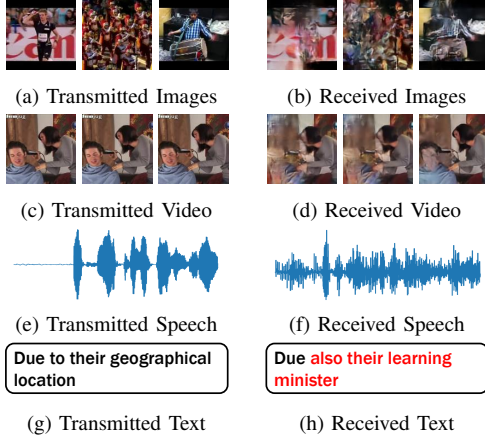 (a) Transmitted Images
(b) Received Images
(c) Transmitted Video
(d) Received Video
(e) Transmitted Speech
(f) Received Speech
Due to their geographical
location
Due also their learning
minister
(g) Transmitted Text
(h) Received Text